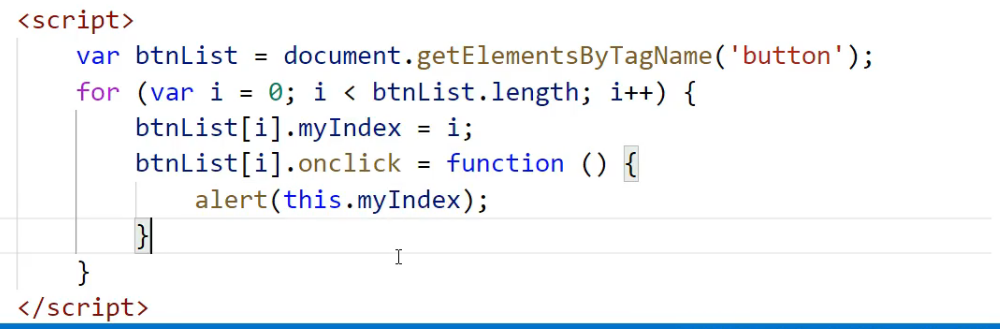 <script>
    var btnList = document.getElementsByTagName('button');
    for (var i = 0; i < btnList.length; i++) {
        btnList[i].myIndex = i;
        btnList[i].onclick = function () {
            alert(this.myIndex);
        }
    }
</script>